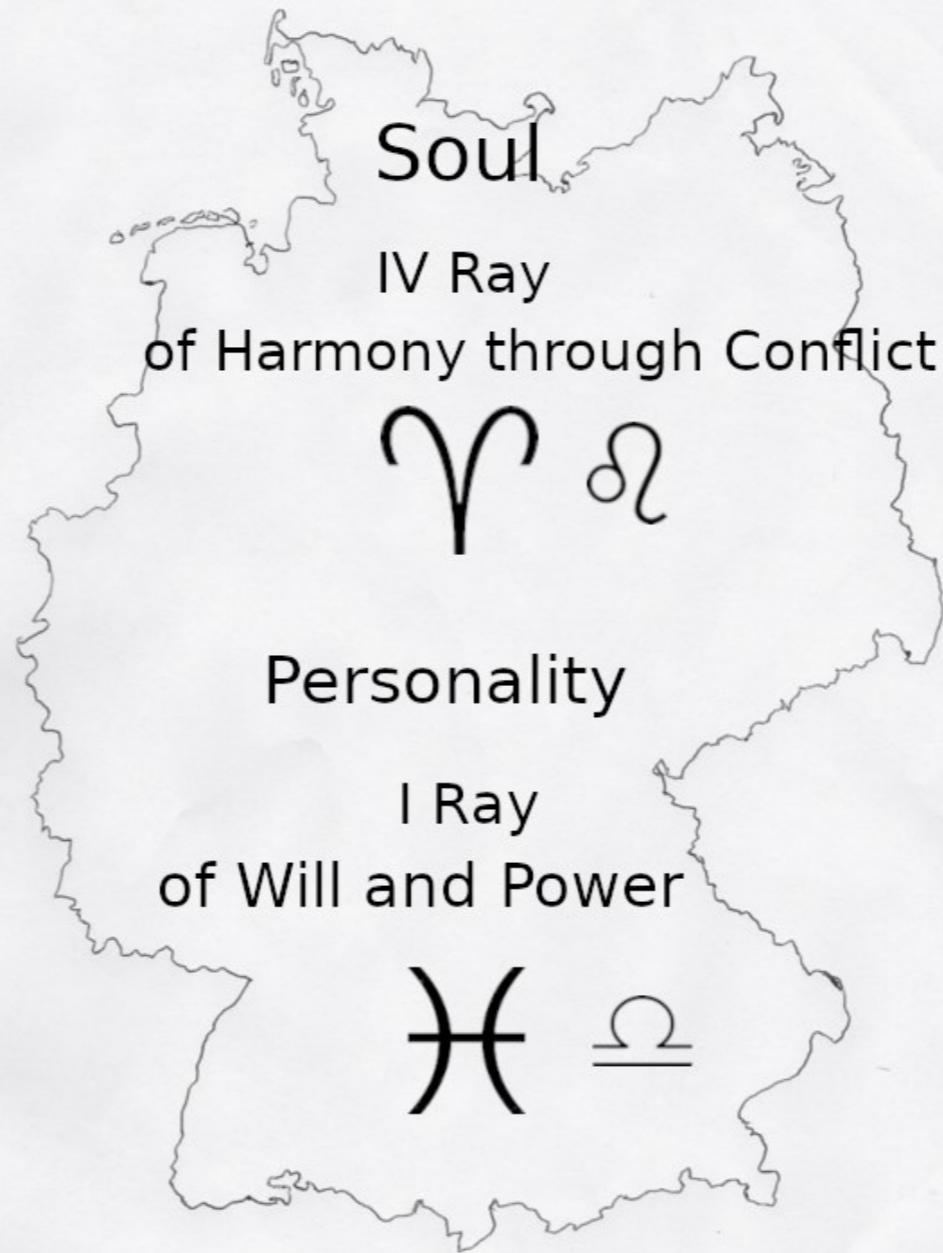 Soul
IV Ray
of Harmony through Conflict
♈ ♌
Personality
I Ray
of Will and Power
♓ ♎